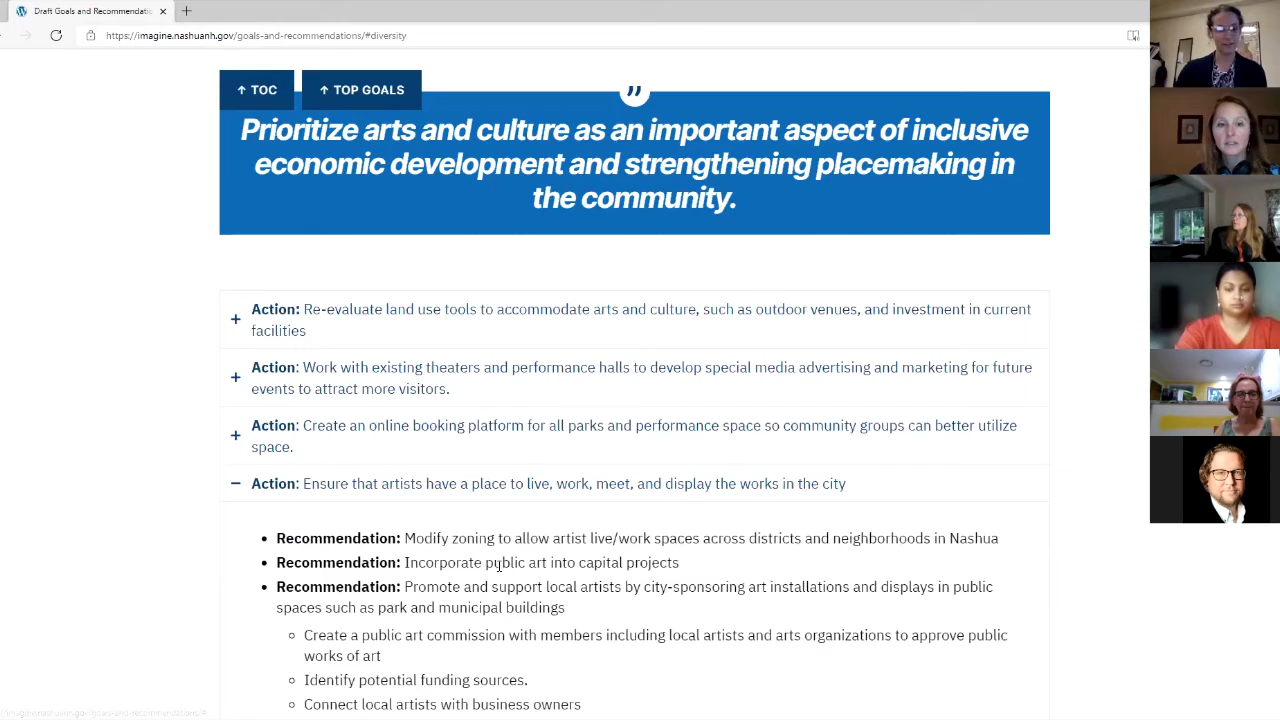 Draft Goals and Recommendatio
https://imagine.nashuanh.gov/goals-and-recommendations/#diversity
↑ TOC
↑ TOP GOALS
Prioritize arts and culture as an important aspect of inclusive
economic development and strengthening placemaking in
the community.
+ Action: Re-evaluate land use tools to accommodate arts and culture, such as outdoor venues, and investment in current
facilities
+ Action: Work with existing theaters and performance halls to develop special media advertising and marketing for future
events to attract more visitors.
+ Action: Create an online booking platform for all parks and performance space so community groups can better utilize
space.
− Action: Ensure that artists have a place to live, work, meet, and display the works in the city
• Recommendation: Modify zoning to allow artist live/work spaces across districts and neighborhoods in Nashua
• Recommendation: Incorporate public art into capital projects
• Recommendation: Promote and support local artists by city-sponsoring art installations and displays in public
spaces such as park and municipal buildings
◦ Create a public art commission with members including local artists and arts organizations to approve public
works of art
◦ Identify potential funding sources.
◦ Connect local artists with business owners